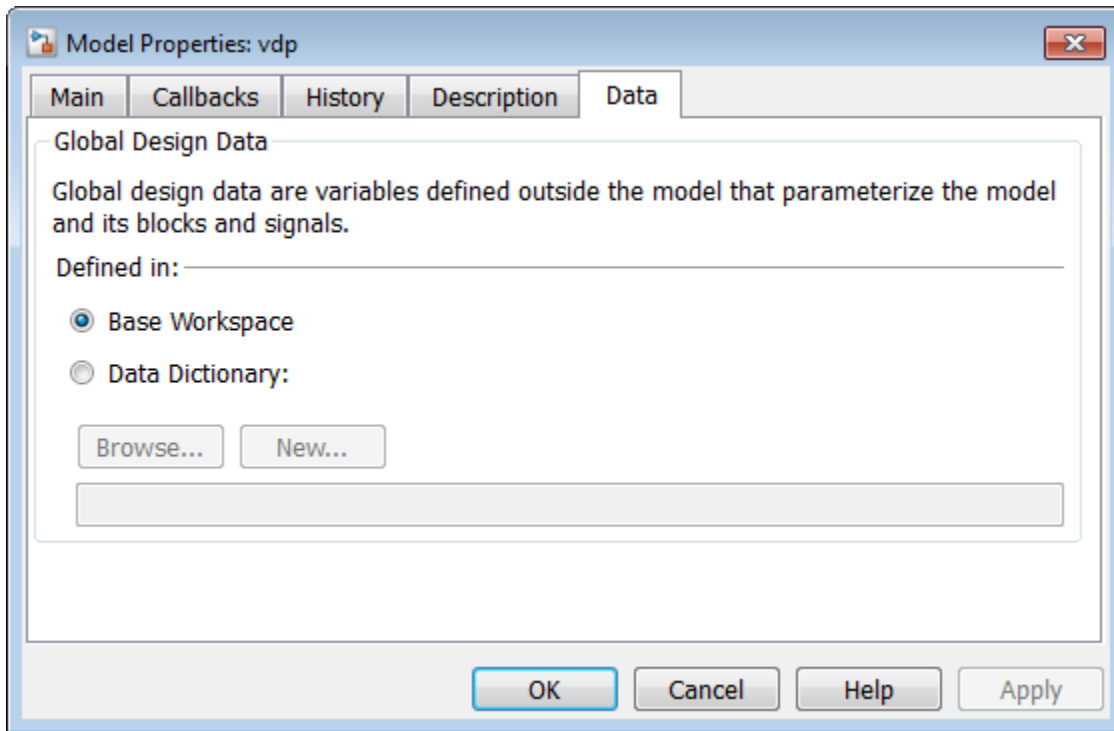 Model Properties: vdp
Main Callbacks History Description Data
Global Design Data
Global design data are variables defined outside the model that parameterize the model
and its blocks and signals.
Defined in:
Base Workspace
Data Dictionary:
Browse... New...
OK Cancel Help Apply